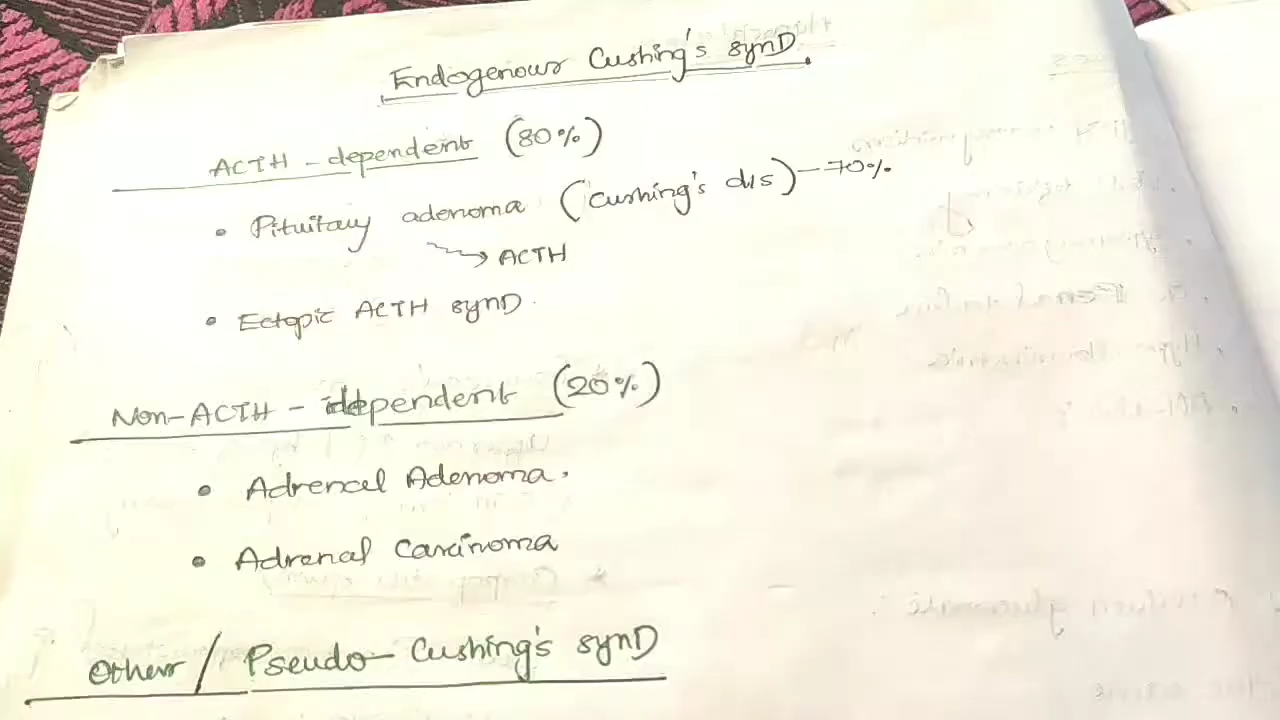 Endogenous Cushing's synD
ACTH - dependent (80%)
• Pituitary adenoma (Cushing's dis) - 70%
→ ACTH
• Ectopic ACTH synD.
Non-ACTH - dependent (20%)
• Adrenal Adenoma.
• Adrenal Carcinoma
Other / Pseudo-Cushing's synD